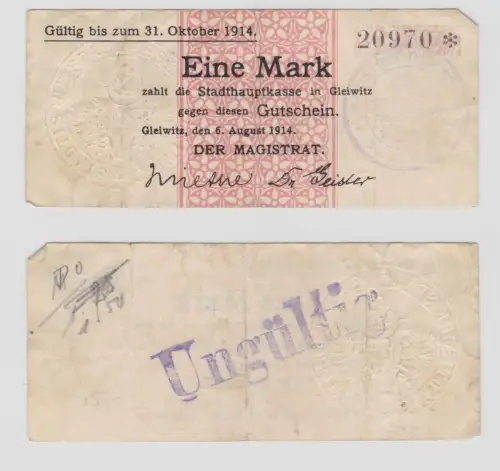 Gültig bis zum 31. Oktober 1914.
20970 *
Eine Mark
zahlt die Stadthauptkasse in Gleiwitz
gegen diesen Gutschein.
Gleiwitz, den 6. August 1914.
DER MAGISTRAT.
Miethe Dr. Geisler
Ungültig